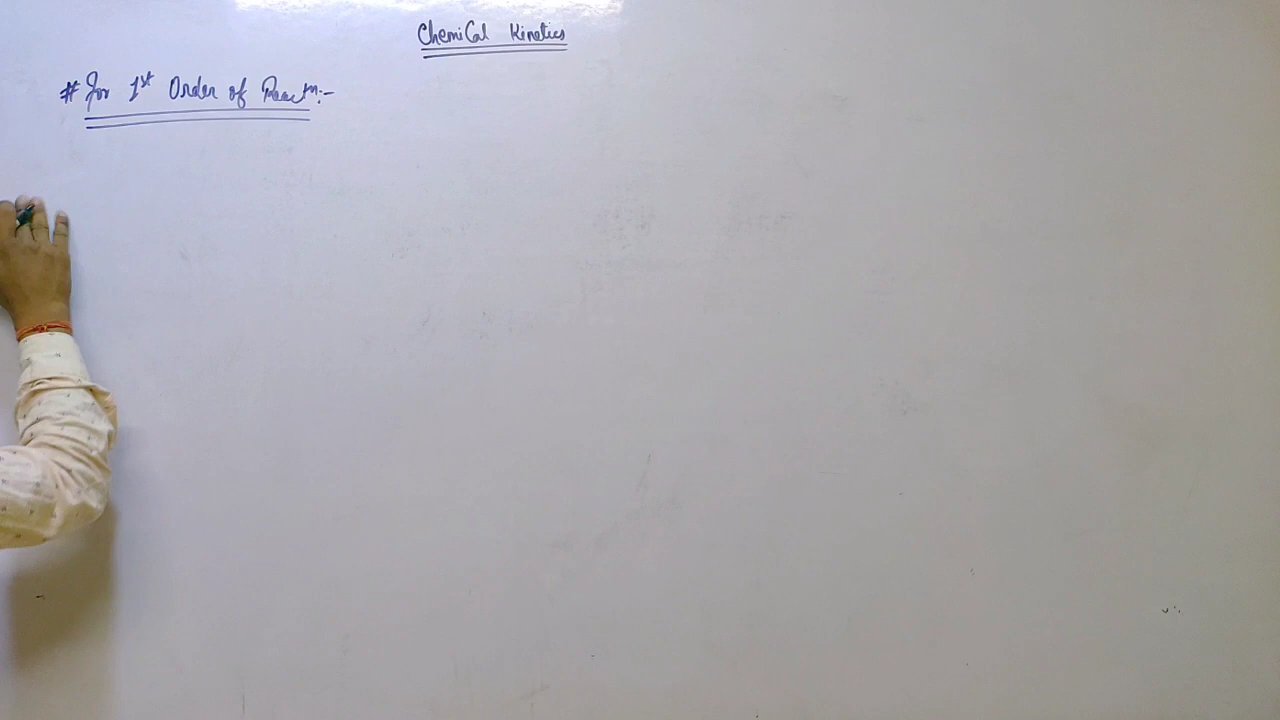 Chemical Kinetics
# For 1st Order of Reactn:-